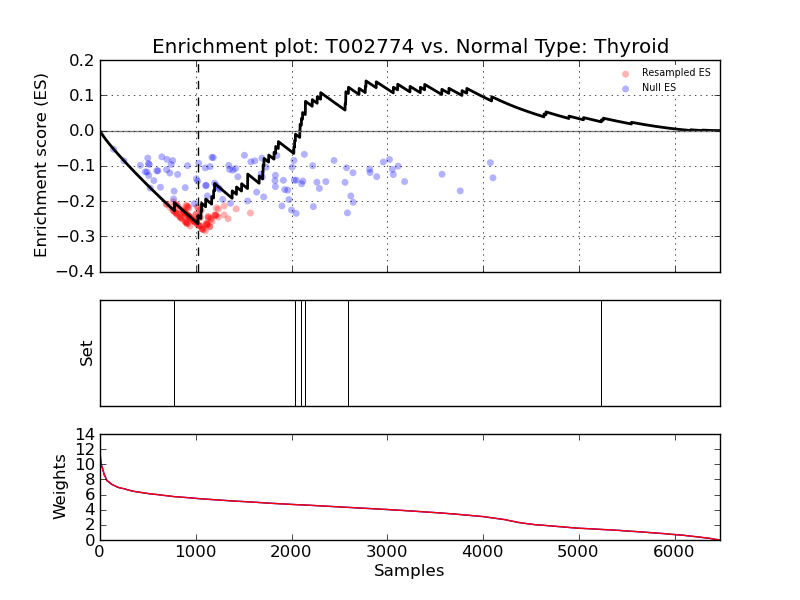 Enrichment plot: T002774 vs. Normal Type: Thyroid
Enrichment score (ES)
0.2
0.1
0.0
−0.1
−0.2
−0.3
−0.4
Resampled ES
Null ES
Set
Weights
14
12
10
8
6
4
2
0
0 1000 2000 3000 4000 5000 6000
Samples